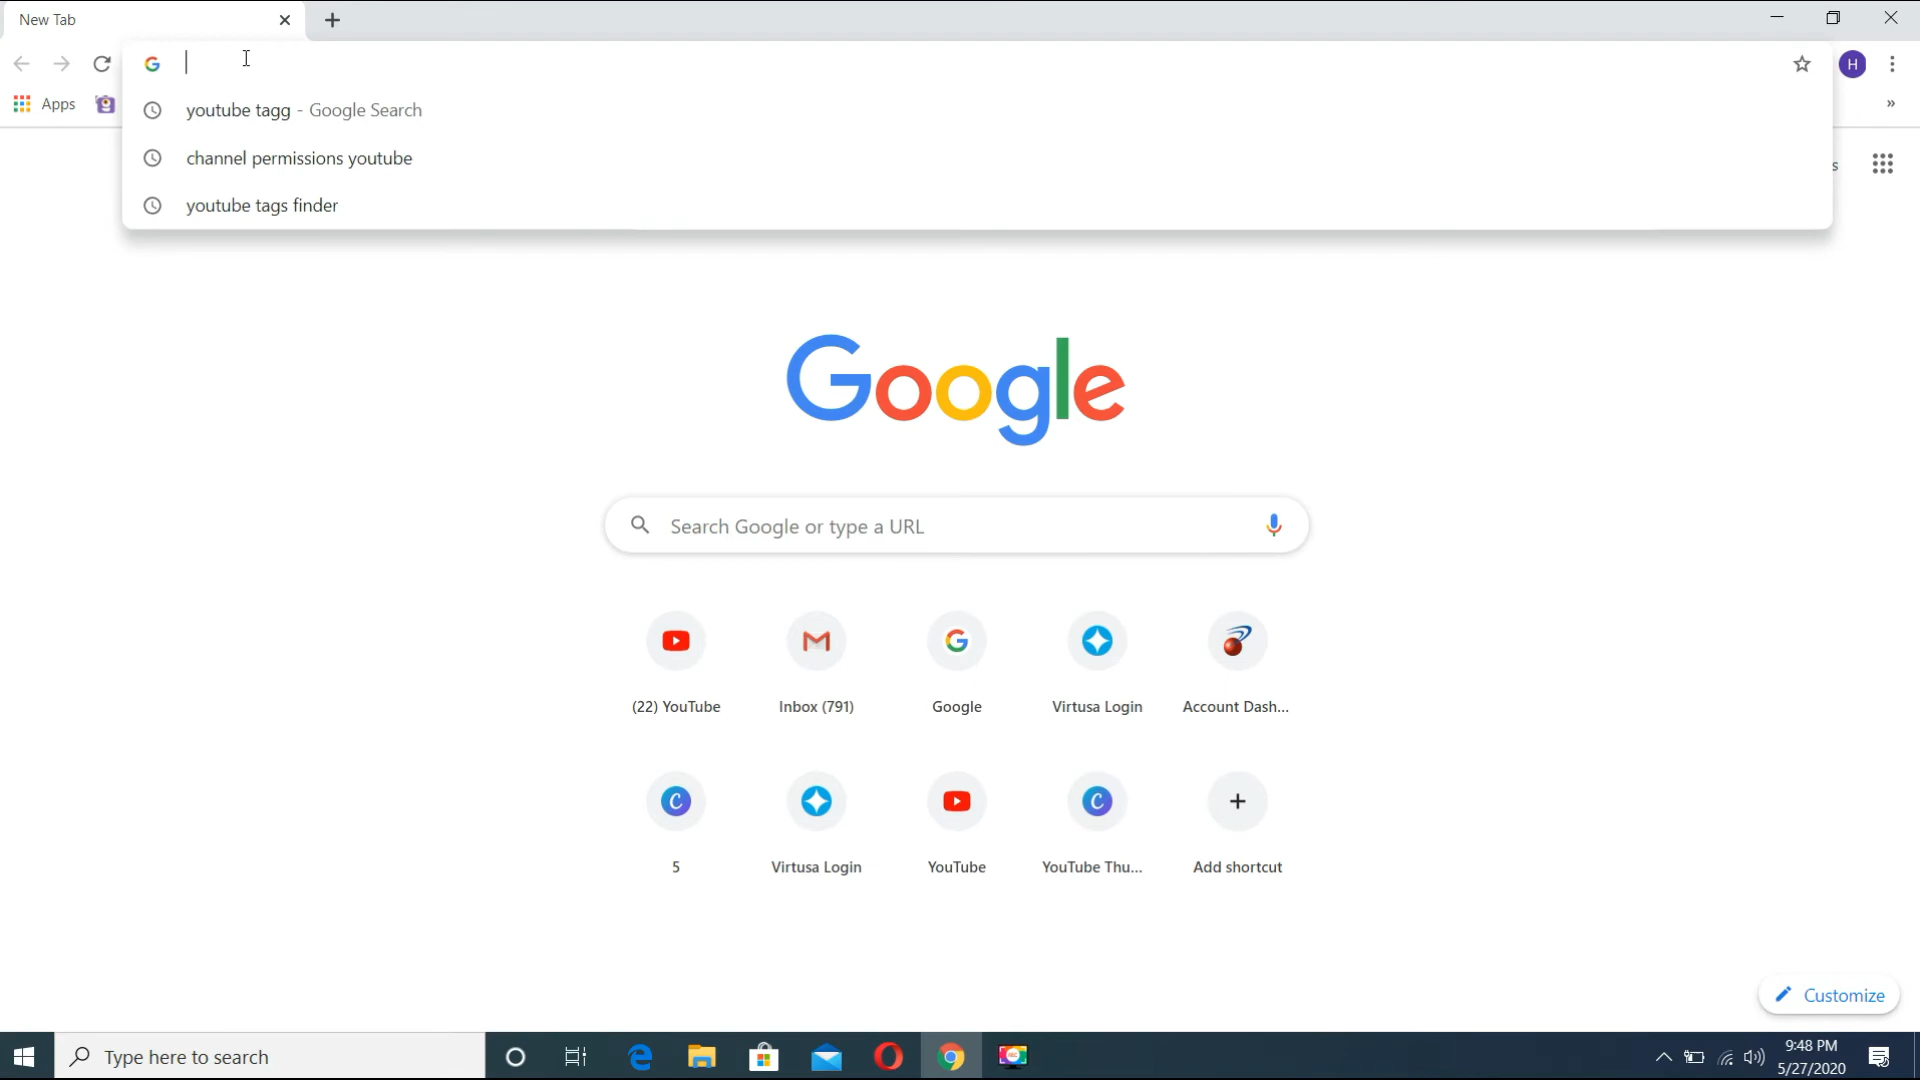 New Tab
youtube tagg - Google Search
Apps
channel permissions youtube
s
youtube tags finder
Google
Search Google or type a URL
(22) YouTube
Inbox (791)
Google
Virtusa Login
Account Dash...
5
Virtusa Login
YouTube
YouTube Thu...
Add shortcut
Customize
Type here to search
9:48 PM
5/27/2020